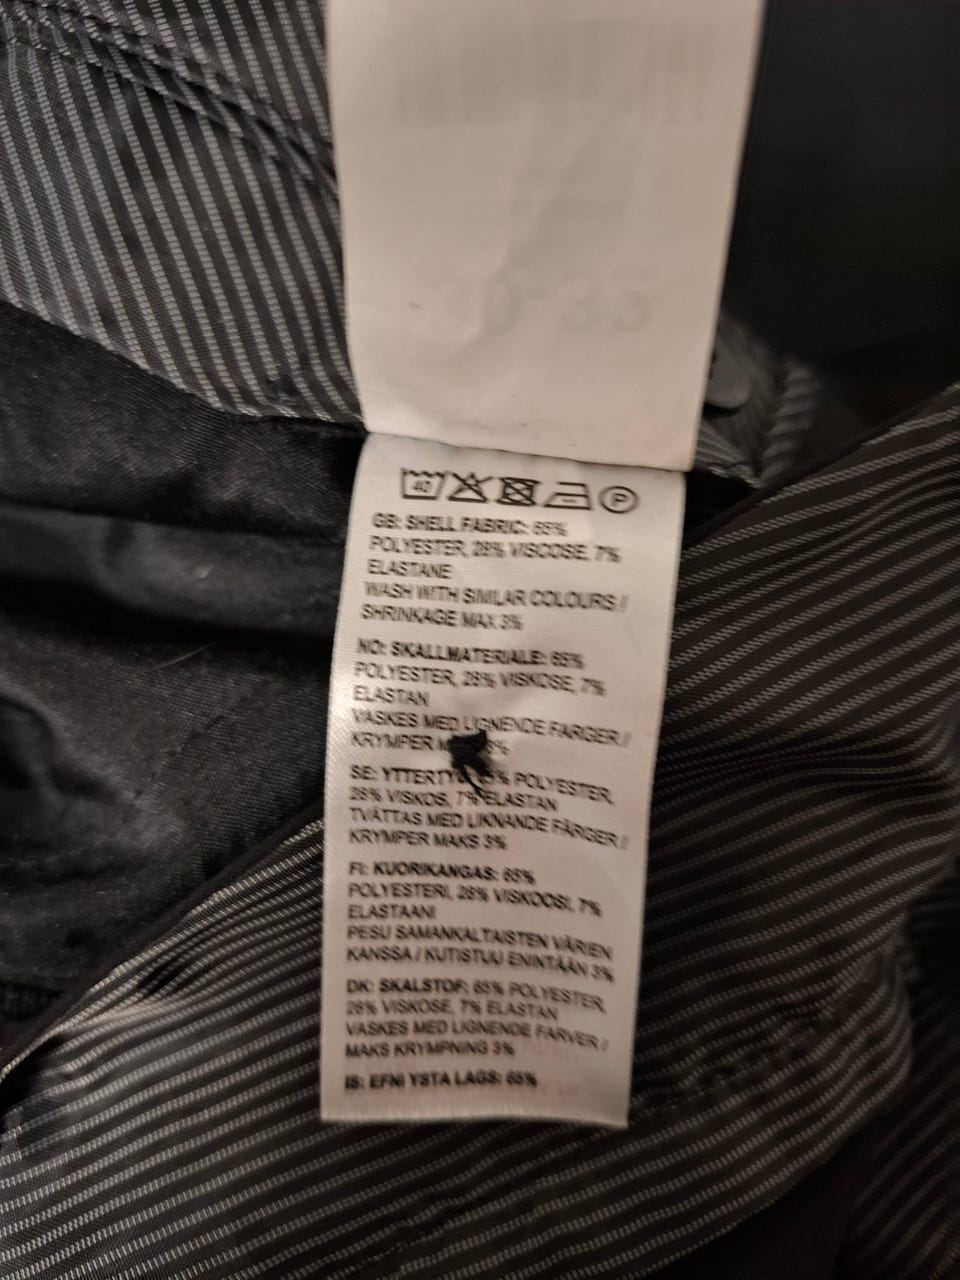 40 P
GB: SHELL FABRIC: 65%
POLYESTER, 28% VISCOSE, 7%
ELASTANE
WASH WITH SIMILAR COLOURS /
SHRINKAGE MAX 3%
NO: SKALLMATERIALE: 65%
POLYESTER, 28% VISKOSE, 7%
ELASTAN
VASKES MED LIGNENDE FARGER /
KRYMPER 3%
SE: YTTERTYG: 65% POLYESTER,
28% VISKOS, 7% ELASTAN
TVÄTTAS MED LIKNANDE FÄRGER /
KRYMPER MAKS 3%
FI: KUORIKANGAS: 65%
POLYESTERI, 28% VISKOOSI, 7%
ELASTAANI
PESU SAMANKALTAISTEN VÄRIEN
KANSSA / KUTISTUU ENINTÄÄN 3%
DK: SKALSTOF: 65% POLYESTER,
28% VISKOSE, 7% ELASTAN
VASKES MED LIGNENDE FARVER /
MAKS KRYMPNING 3%
IS: EFNI YSTA LAGS: 65%